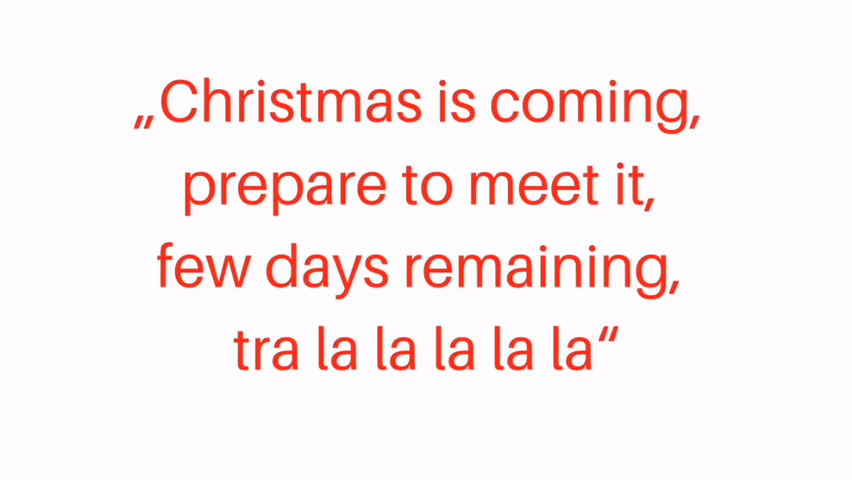 „Christmas is coming,
prepare to meet it,
few days remaining,
tra la la la la la“